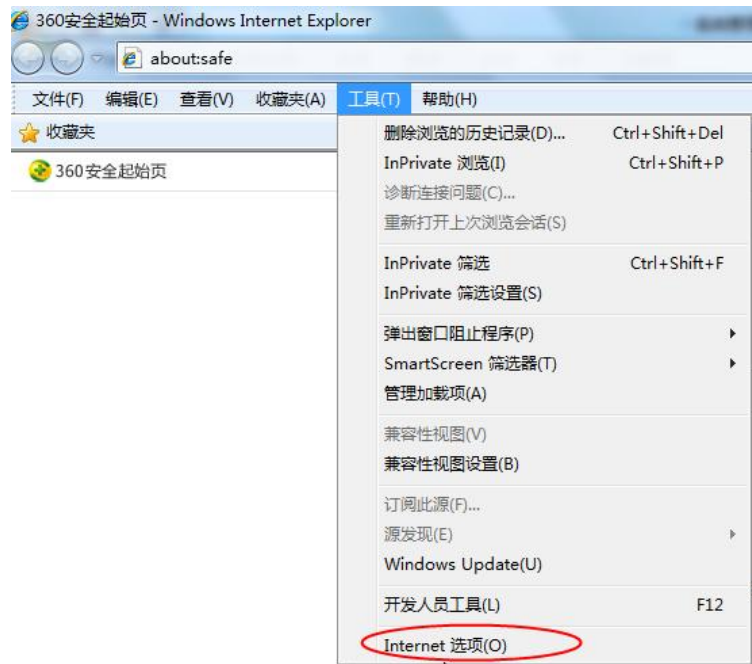 360安全起始页 - Windows Internet Explorer
about:safe
文件(F) 编辑(E) 查看(V) 收藏夹(A) 工具(T) 帮助(H)
收藏夹
360安全起始页
删除浏览的历史记录(D)... Ctrl+Shift+Del
InPrivate 浏览(I) Ctrl+Shift+P
诊断连接问题(C)...
重新打开上次浏览会话(S)
InPrivate 筛选 Ctrl+Shift+F
InPrivate 筛选设置(S)
弹出窗口阻止程序(P)
SmartScreen 筛选器(T)
管理加载项(A)
兼容性视图(V)
兼容性视图设置(B)
订阅此源(F)...
源发现(E)
Windows Update(U)
开发人员工具(L) F12
Internet 选项(O)